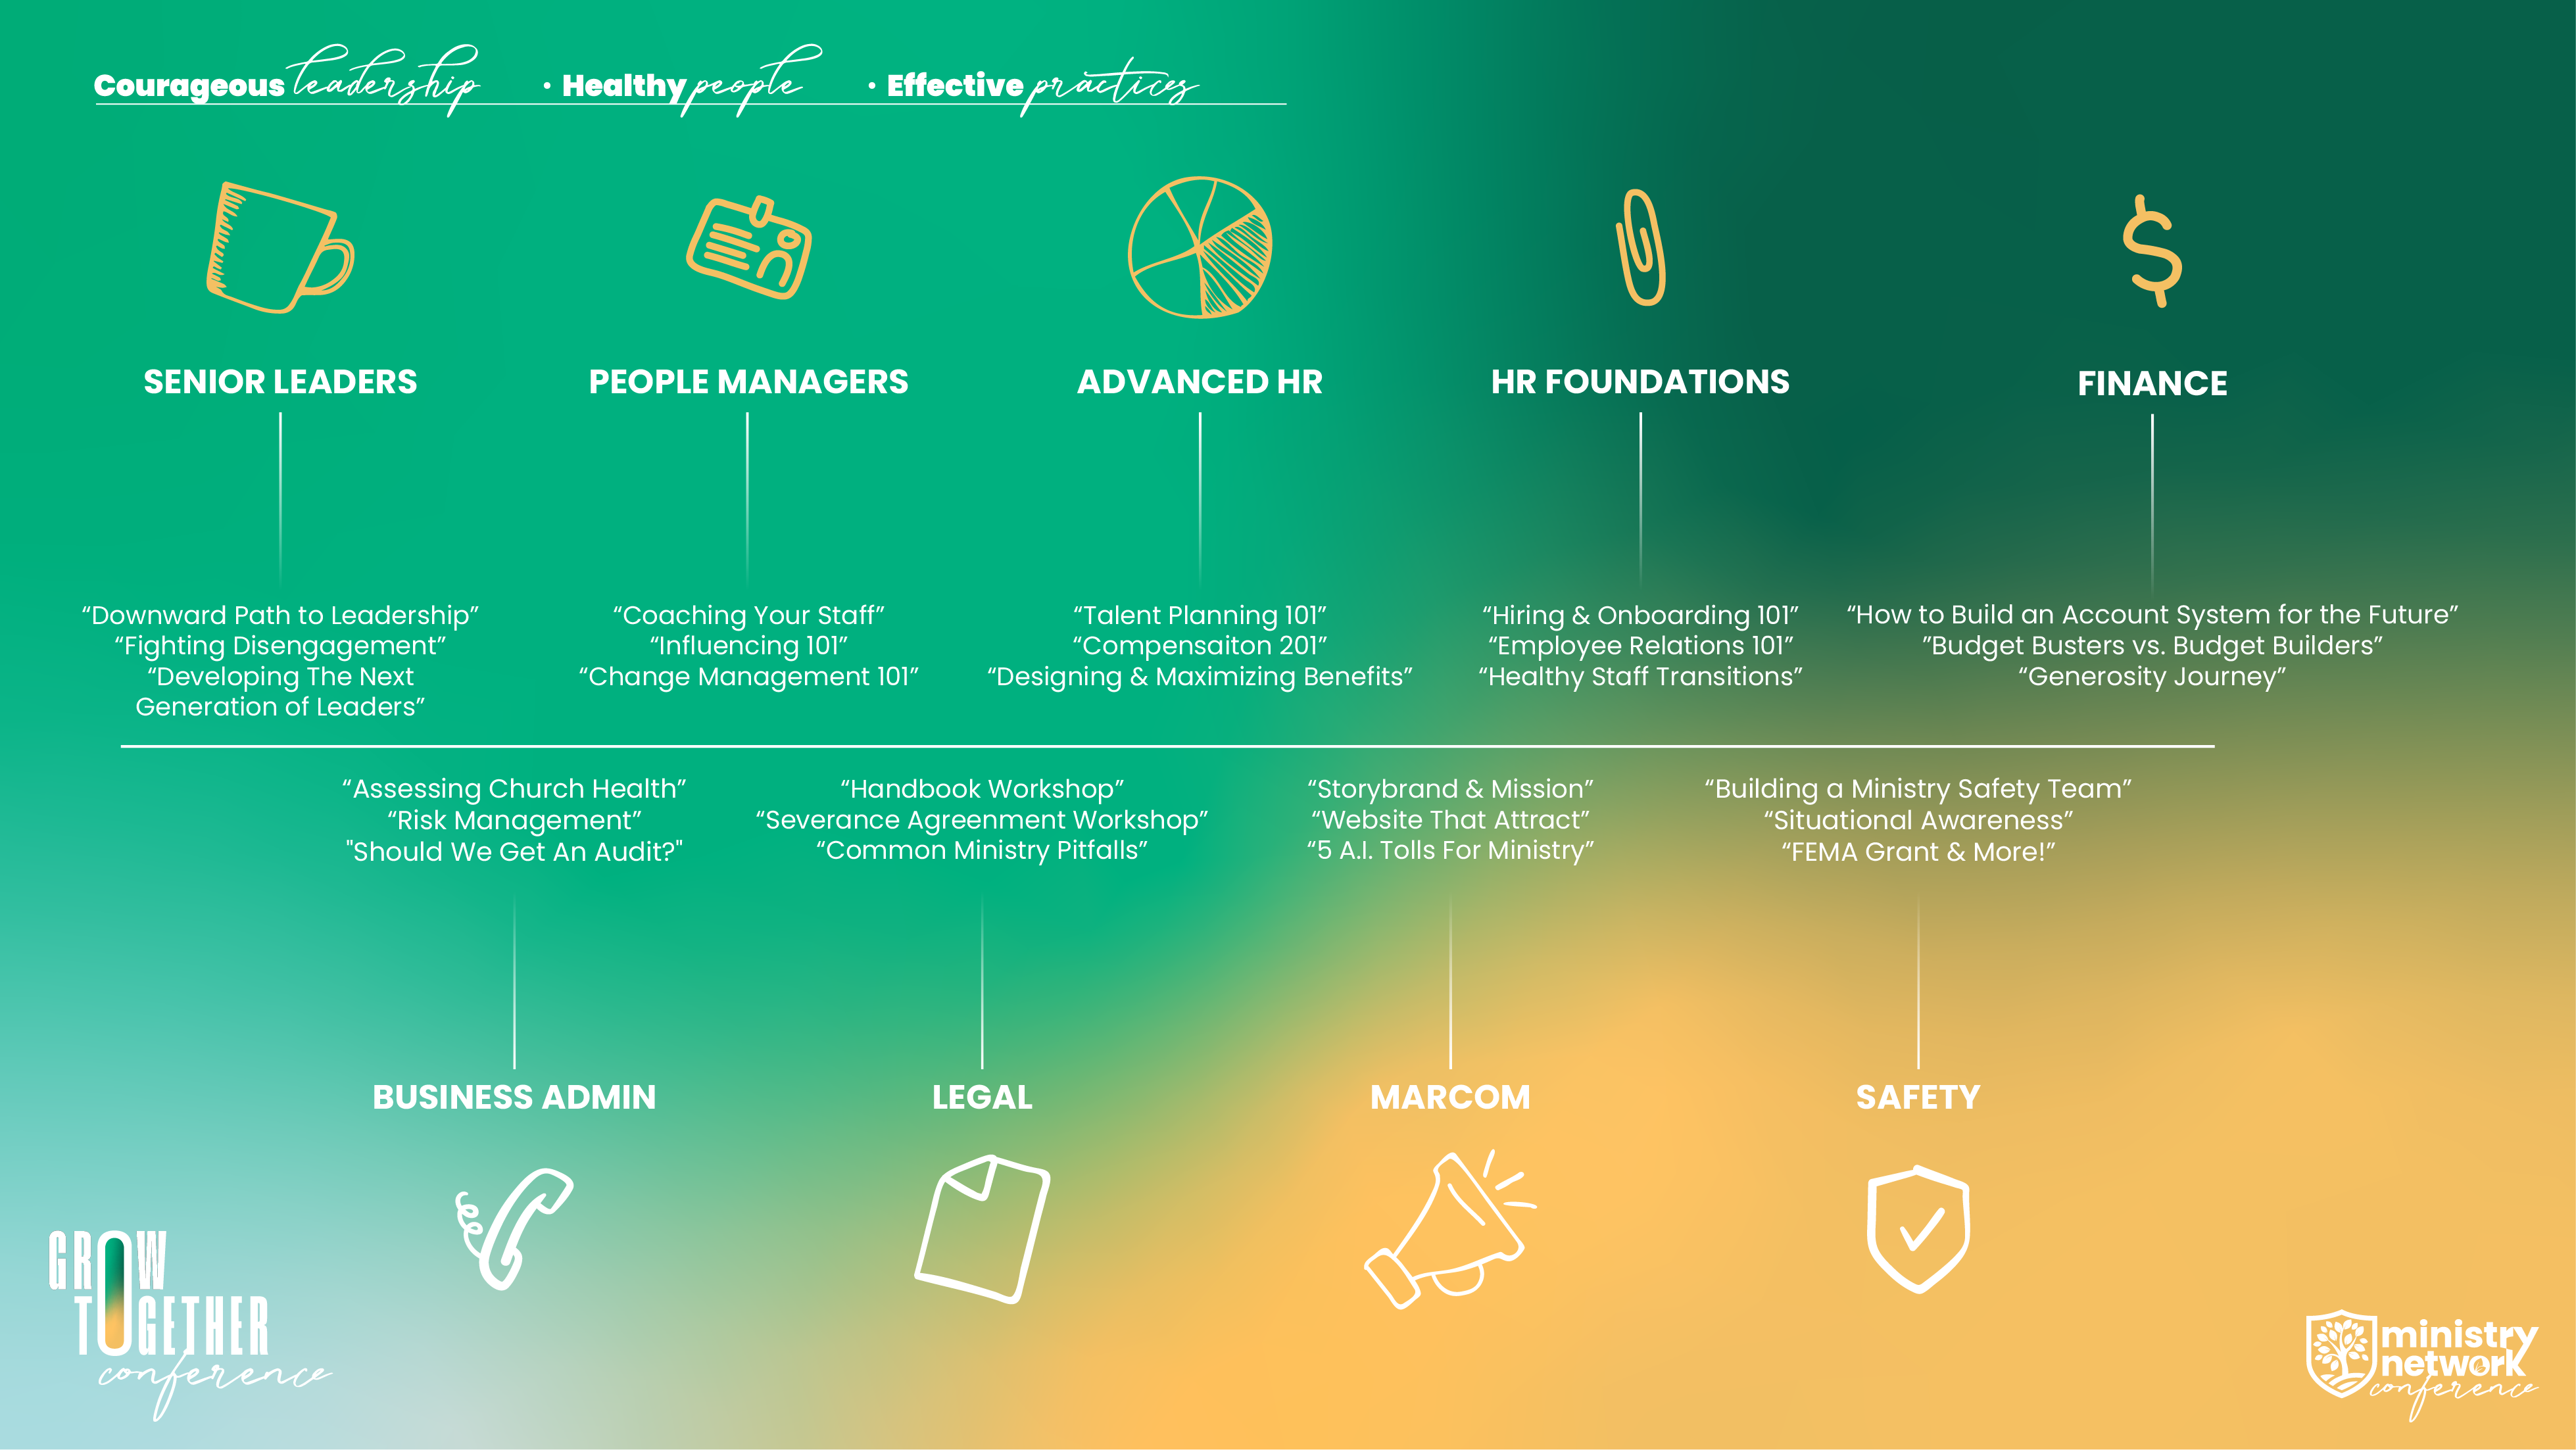 Courageous leadership · Healthy people · Effective practices
SENIOR LEADERS
“Downward Path to Leadership”
“Fighting Disengagement”
“Developing The Next
Generation of Leaders”
PEOPLE MANAGERS
“Coaching Your Staff”
“Influencing 101”
“Change Management 101”
ADVANCED HR
“Talent Planning 101”
“Compensaiton 201”
“Designing & Maximizing Benefits”
HR FOUNDATIONS
“Hiring & Onboarding 101”
“Employee Relations 101”
“Healthy Staff Transitions”
FINANCE
“How to Build an Account System for the Future”
”Budget Busters vs. Budget Builders”
“Generosity Journey”
“Assessing Church Health”
“Risk Management”
"Should We Get An Audit?"
BUSINESS ADMIN
“Handbook Workshop”
“Severance Agreenment Workshop”
“Common Ministry Pitfalls”
LEGAL
“Storybrand & Mission”
“Website That Attract”
“5 A.I. Tolls For Ministry”
MARCOM
“Building a Ministry Safety Team”
“Situational Awareness”
“FEMA Grant & More!”
SAFETY
GROW
TOGETHER
conference
ministry
network
conference